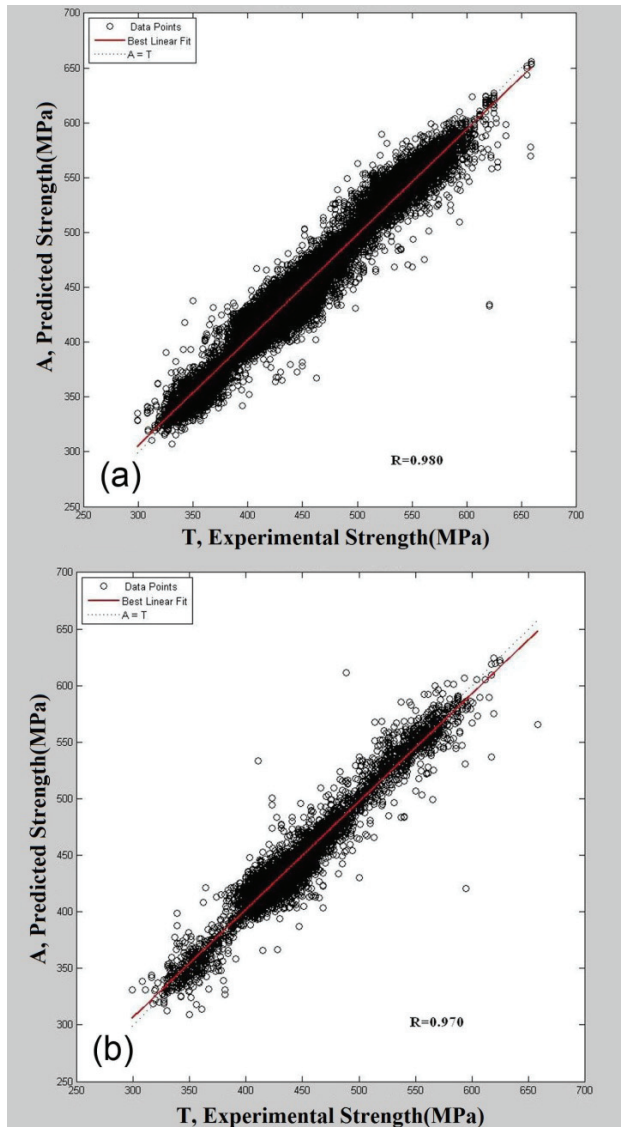 700
650
600
550
500
450
400
350
300
250
Data Points
Best Linear Fit
A = T
A, Predicted Strength(MPa)
(a)
R=0.980
250 300 350 400 450 500 550 600 650 700
T, Experimental Strength(MPa)
700
650
600
550
500
450
400
350
300
250
Data Points
Best Linear Fit
A = T
A, Predicted Strength(MPa)
(b)
R=0.970
250 300 350 400 450 500 550 600 650 700
T, Experimental Strength(MPa)